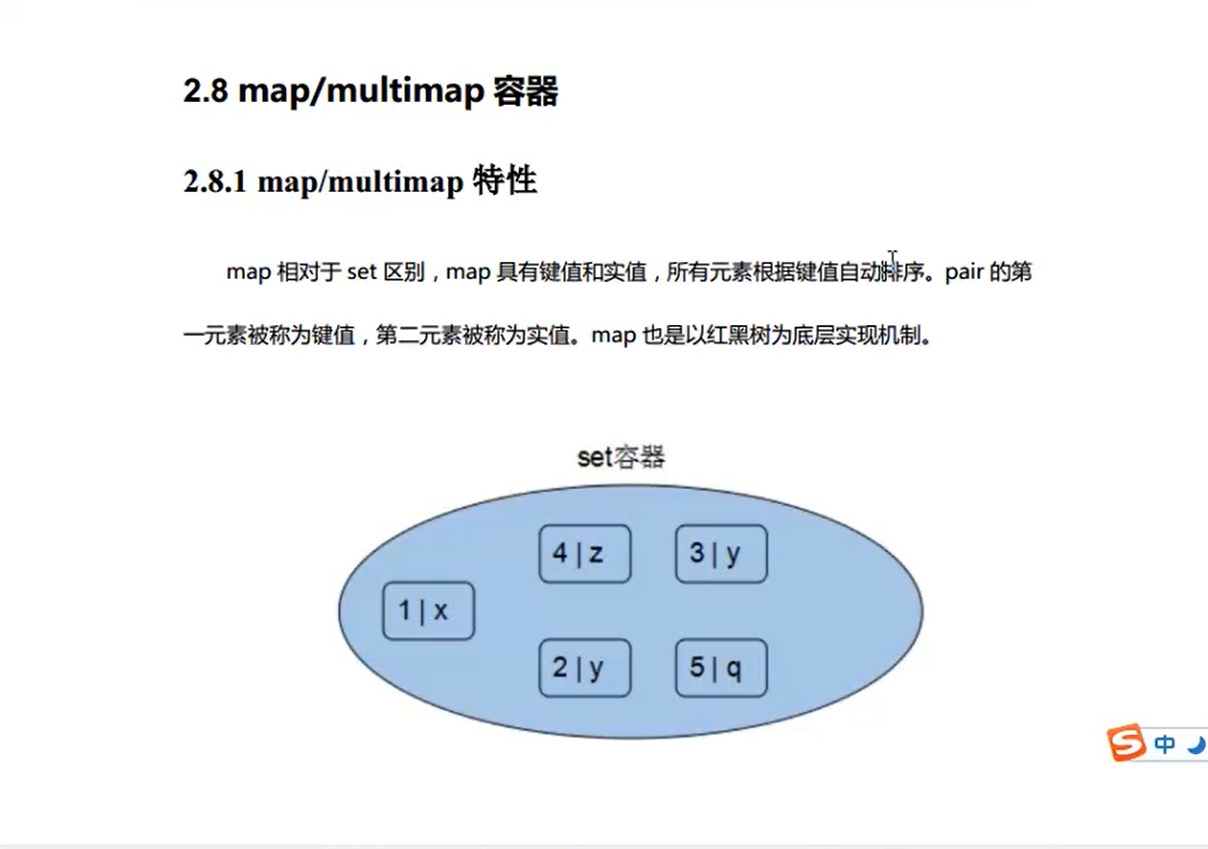 2.8 map/multimap 容器
2.8.1 map/multimap 特性
map 相对于 set 区别，map 具有键值和实值，所有元素根据键值自动排序。pair 的第
一元素被称为键值，第二元素被称为实值。map 也是以红黑树为底层实现机制。
set容器
4 | z
3 | y
1 | x
2 | y
5 | q
S 中